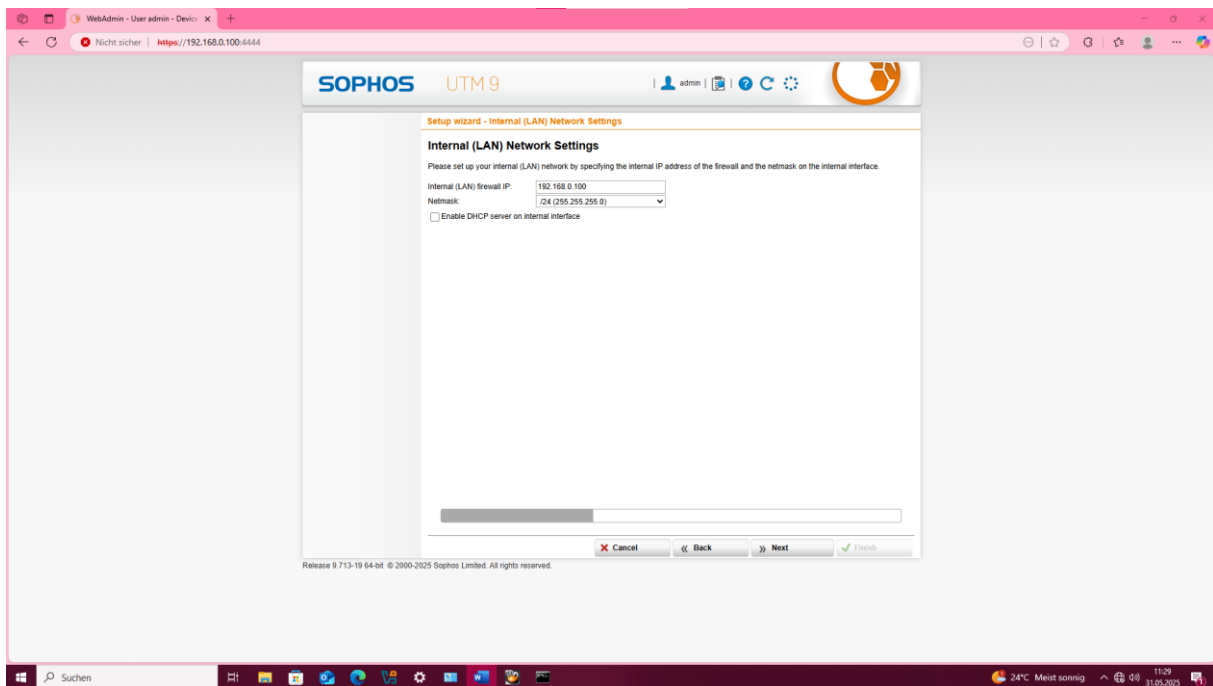 WebAdmin - User admin - Device
Nicht sicher | https://192.168.0.100:4444
SOPHOS UTM 9 | admin | | ?
Setup wizard - Internal (LAN) Network Settings
Internal (LAN) Network Settings
Please set up your internal (LAN) network by specifying the internal IP address of the firewall and the netmask on the internal interface.
Internal (LAN) firewall IP: 192.168.0.100
Netmask: /24 (255.255.255.0)
Enable DHCP server on internal interface
Cancel Back Next Finish
Release 9.713-19 64-bit © 2000-2025 Sophos Limited. All rights reserved.
Suchen 24°C Meist sonnig 11:29
31.05.2025